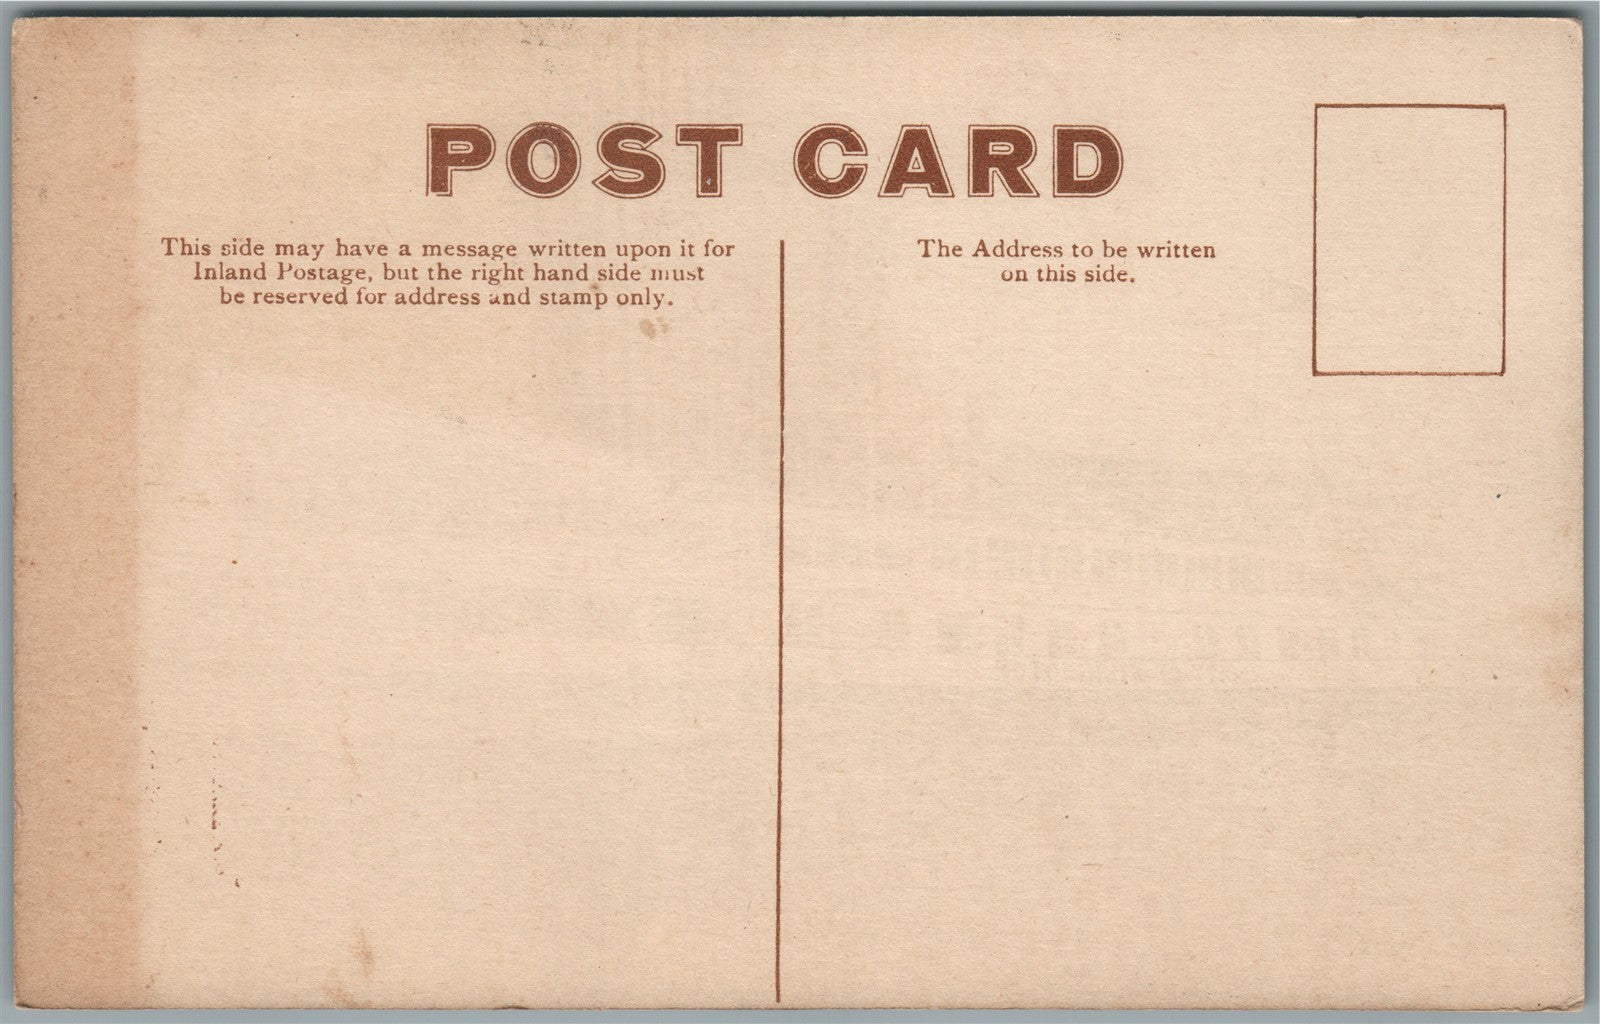 POST CARD
This side may have a message written upon it for
Inland Postage, but the right hand side must
be reserved for address and stamp only.
The Address to be written
on this side.